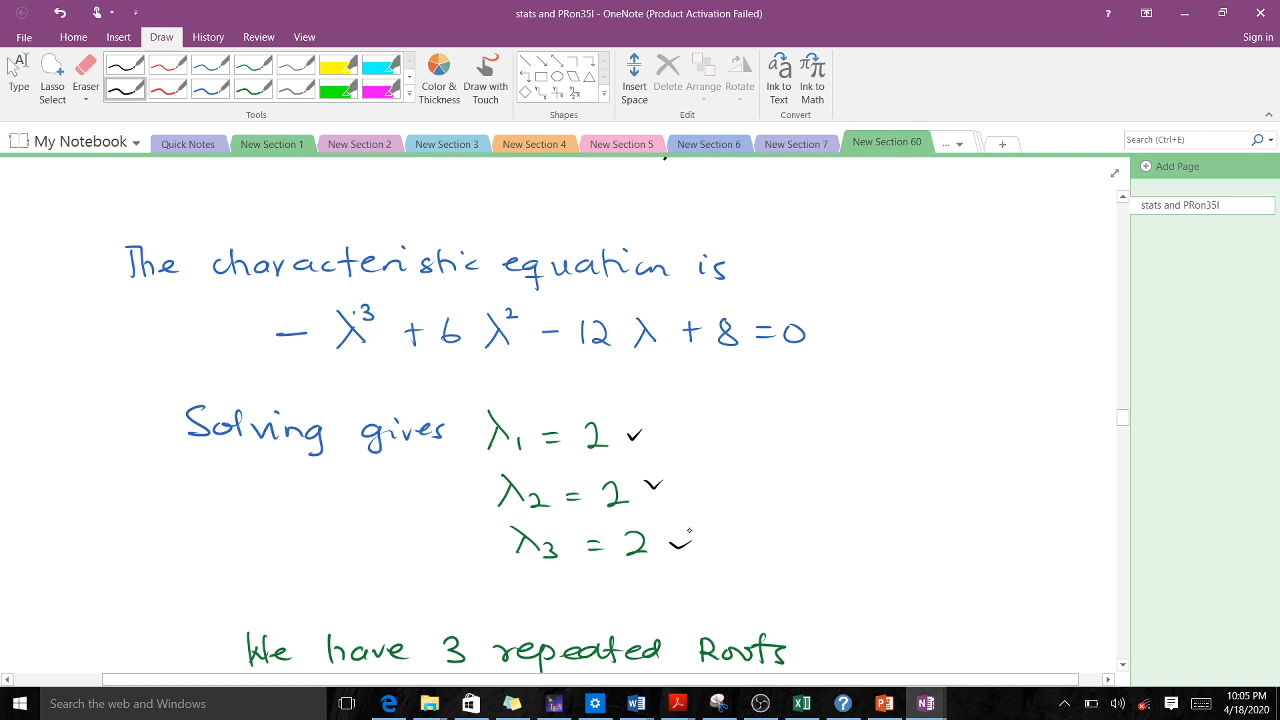 stats and PRon35l - OneNote (Product Activation Failed)
File Home Insert Draw History Review View Sign in
Type Lasso Select Eraser Color & Thickness Draw with Touch Insert Space Delete Arrange Rotate Ink to Text Ink to Math
Tools Shapes Edit Convert
My Notebook Quick Notes New Section 1 New Section 2 New Section 3 New Section 4 New Section 5 New Section 6 New Section 7 New Section 60 ... Search (Ctrl+E)
Add Page
stats and PRon35l
The characteristic equation is
- λ³ + 6 λ² - 12 λ + 8 = 0
Solving gives λ₁ = 2 ✓
λ₂ = 2 ✓
λ₃ = 2 ✓
We have 3 repeated Roots
Search the web and Windows
10:05 PM
4/18/2020